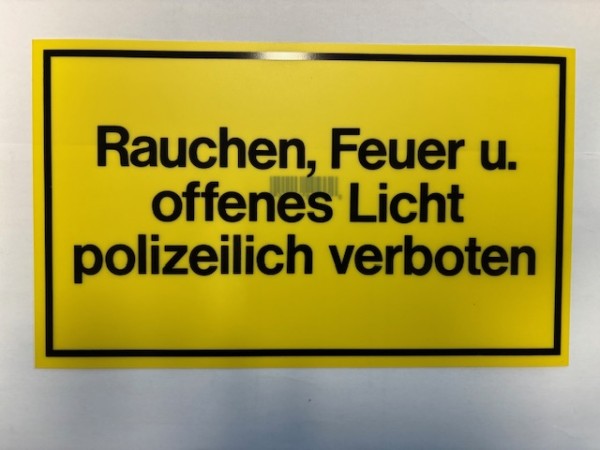 Rauchen, Feuer u.
offenes Licht
polizeilich verboten